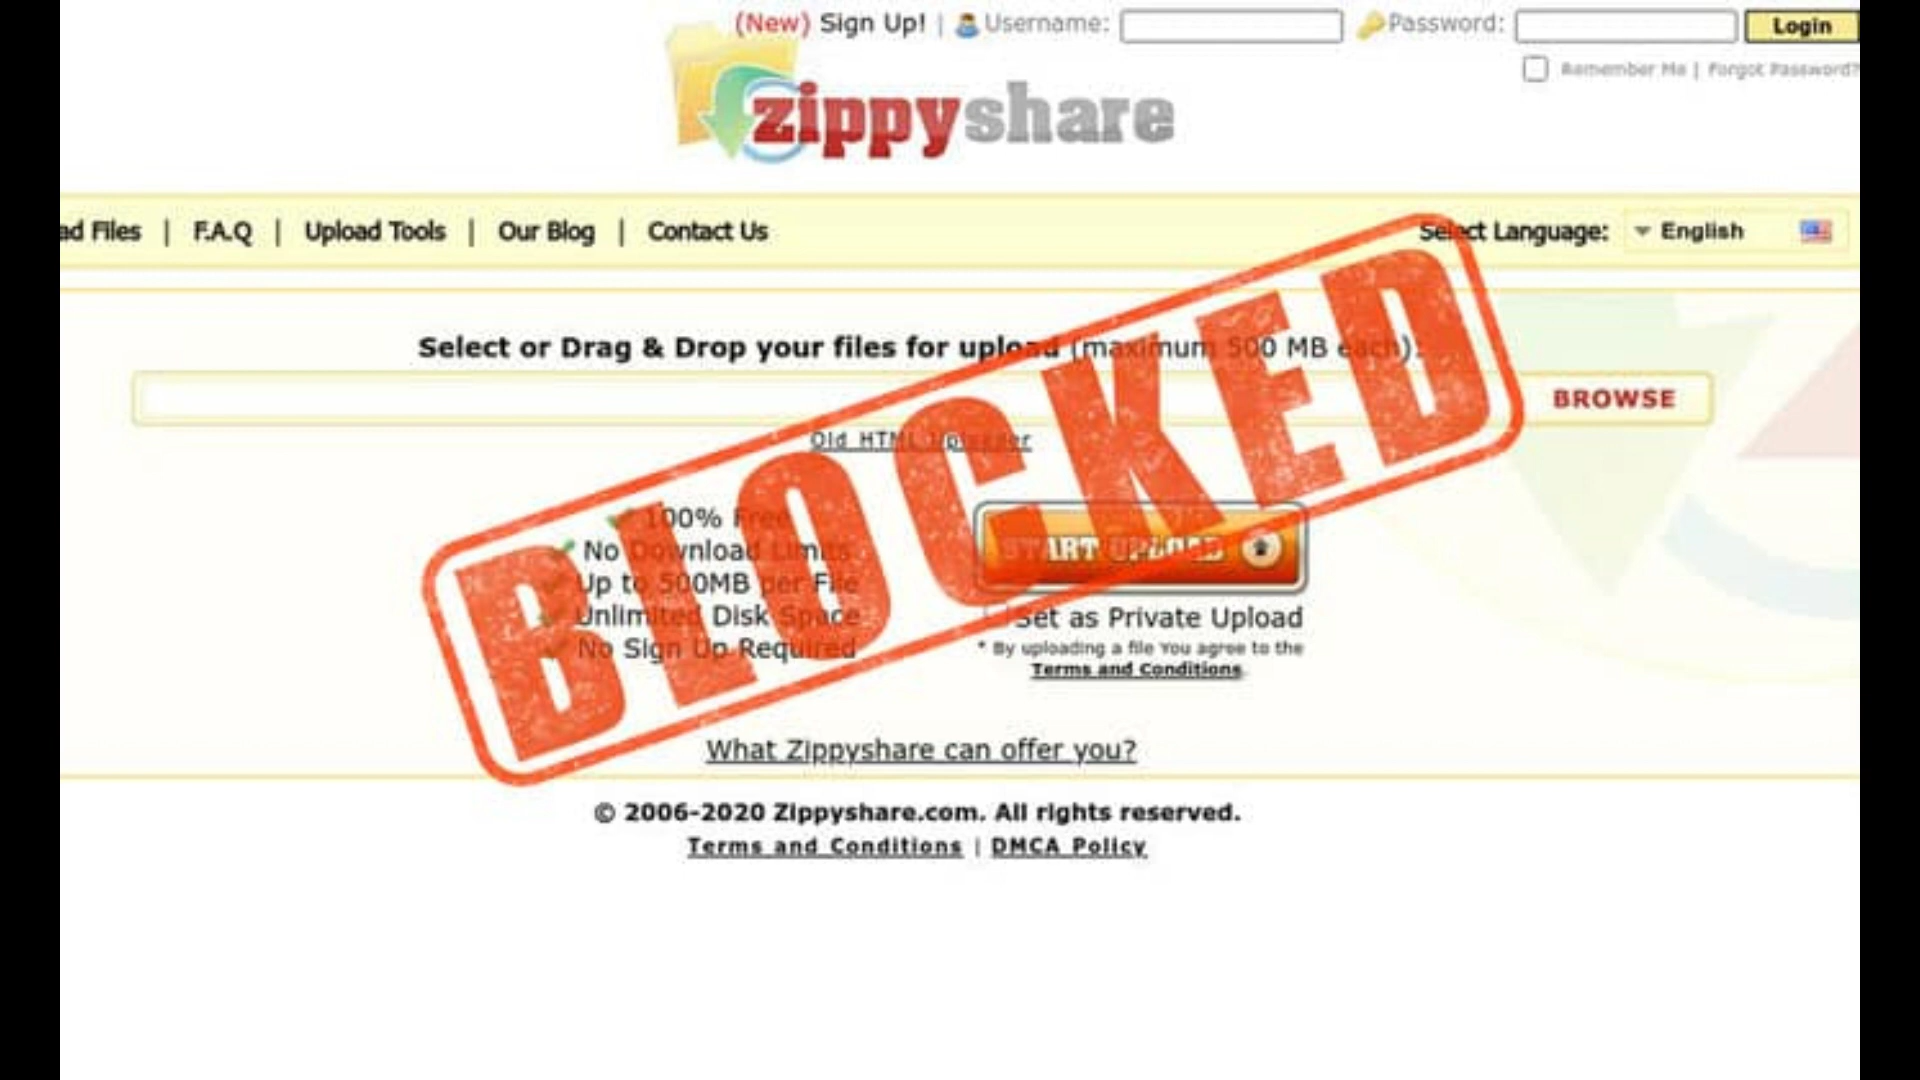 (New) Sign Up! | Username: Password: Login
Remember Me | Forgot Password?
zippyshare
ad Files | F.A.Q | Upload Tools | Our Blog | Contact Us Select Language: English
Select or Drag & Drop your files for upload (maximum 500 MB each):
BROWSE
Old HTML Uploader
BLOCKED
100% Free
No Download Limits
Up to 500MB per File
Unlimited Disk Space
No Sign Up Required
START UPLOAD
Set as Private Upload
* By uploading a file You agree to the
Terms and Conditions.
What Zippyshare can offer you?
© 2006-2020 Zippyshare.com. All rights reserved.
Terms and Conditions | DMCA Policy